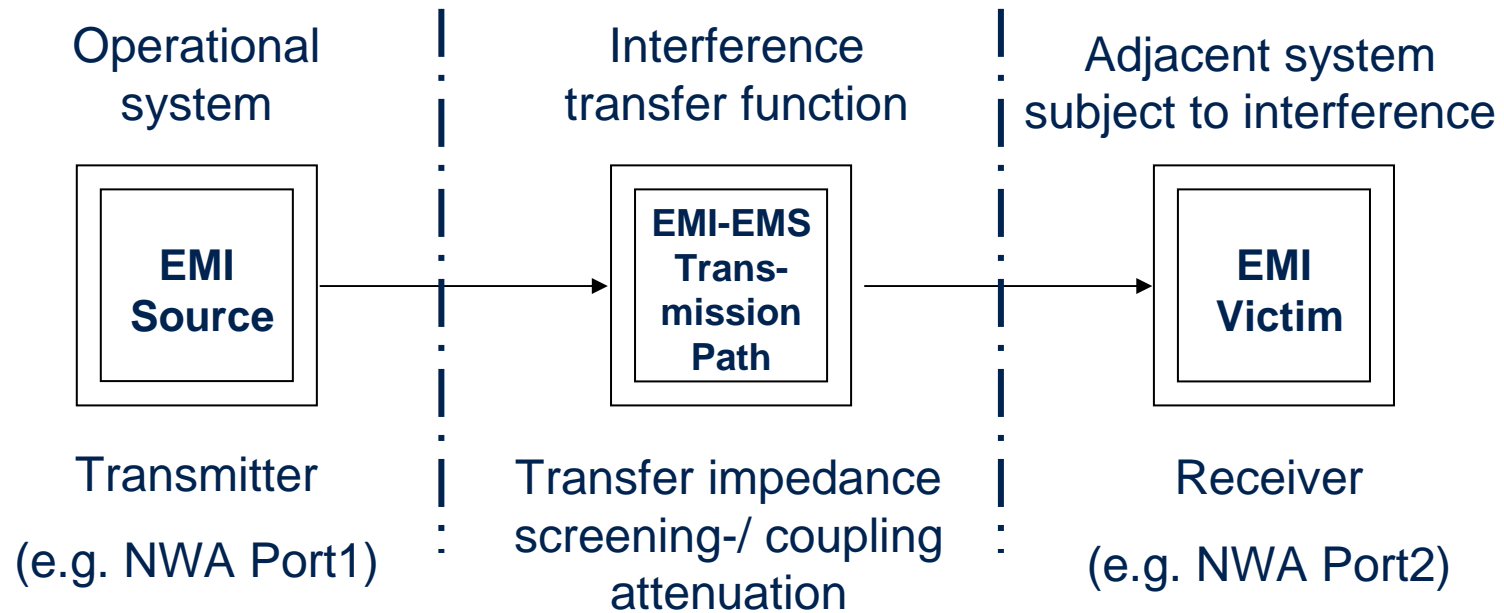 Operational
system
Interference
transfer function
Adjacent system
subject to interference
EMI
Source
EMI-EMS
Trans-
mission
Path
EMI
Victim
Transmitter
(e.g. NWA Port1)
Transfer impedance
screening-/ coupling
attenuation
Receiver
(e.g. NWA Port2)